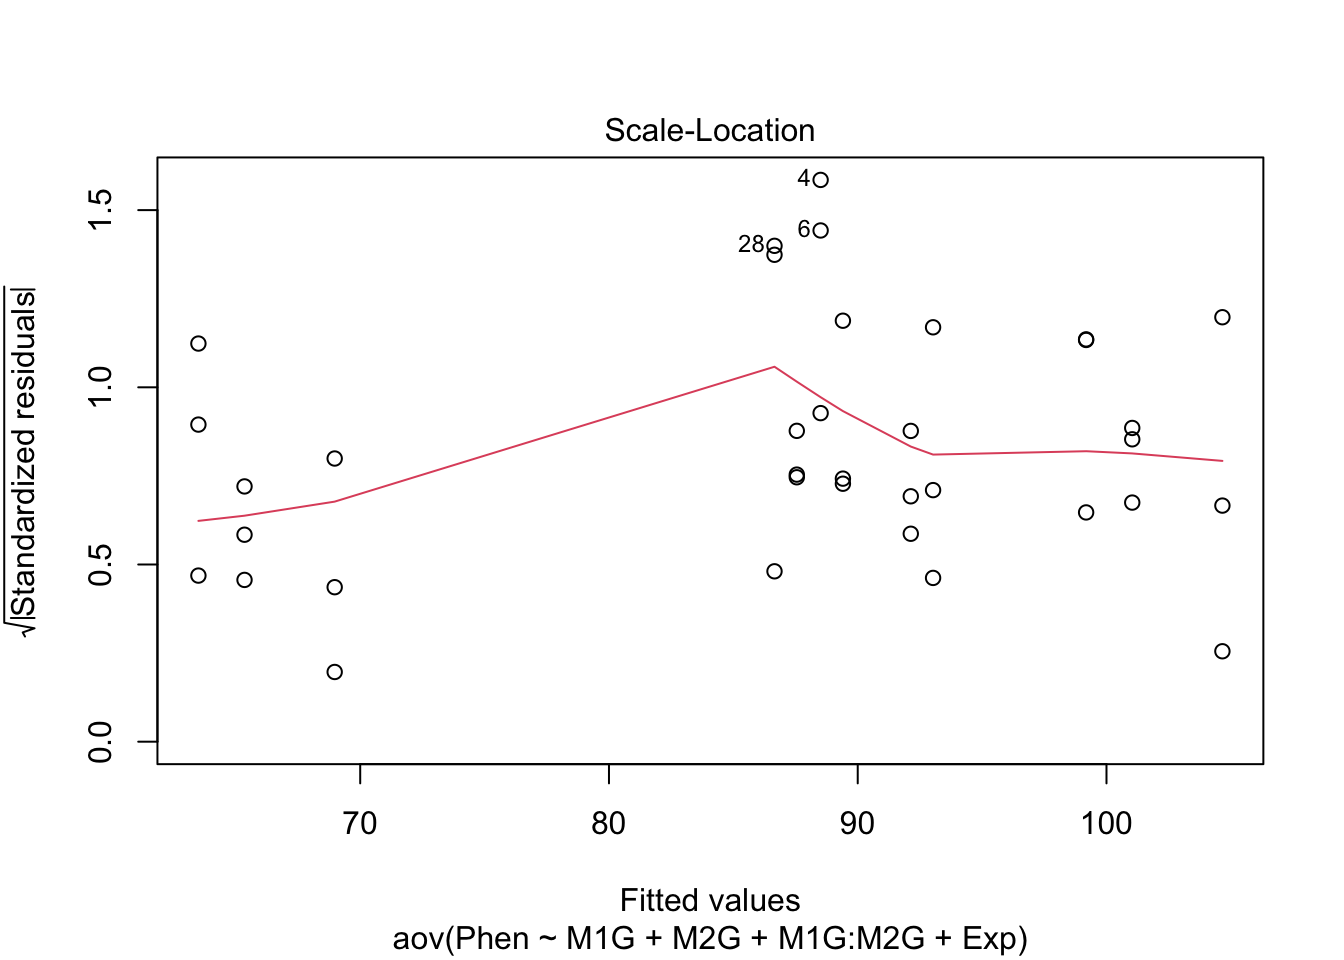 Scale-Location
√|Standardized residuals|
1.5
1.0
0.5
0.0
4
6
28
70 80 90 100
Fitted values
aov(Phen ~ M1G + M2G + M1G:M2G + Exp)